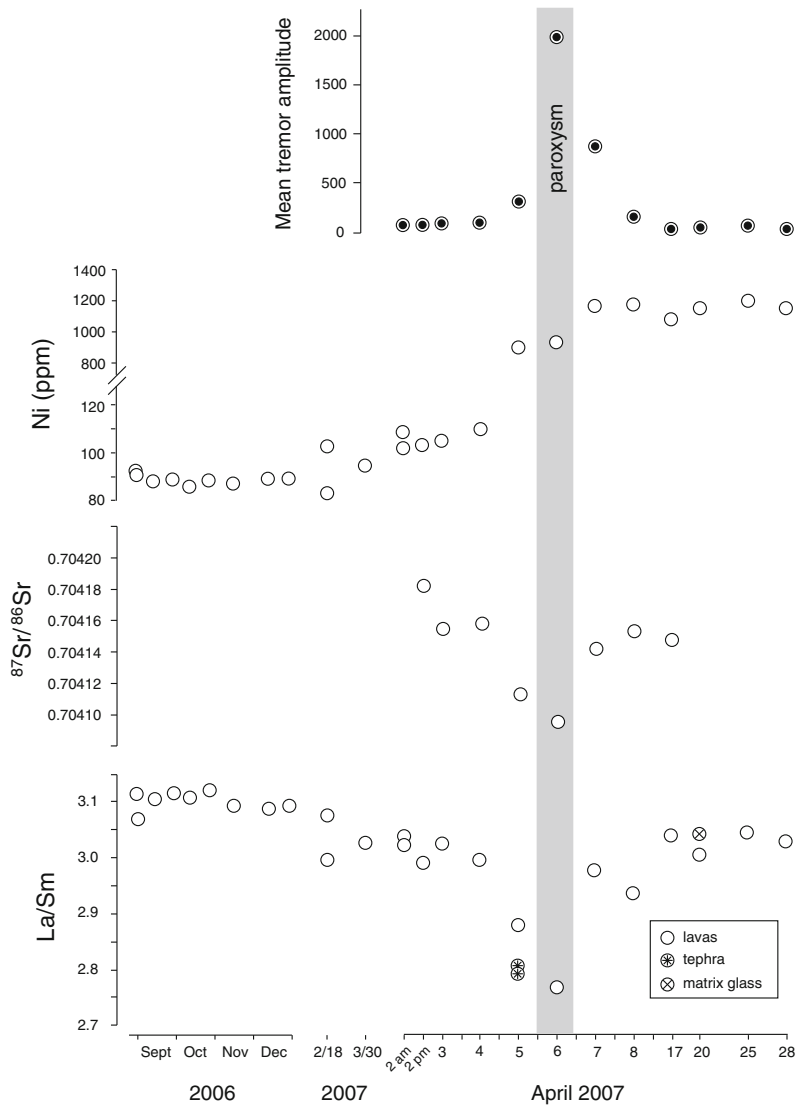 Mean tremor amplitude
2000
1500
1000
500
0
paroxysm
Ni (ppm)
1400
1200
1000
800
120
100
80
87Sr/86Sr
0.70420
0.70418
0.70416
0.70414
0.70412
0.70410
La/Sm
3.1
3.0
2.9
2.8
2.7
lavas
tephra
matrix glass
Sept Oct Nov Dec 2/18 3/30 2 am 2 pm 3 4 5 6 7 8 17 20 25 28
2006 2007 April 2007